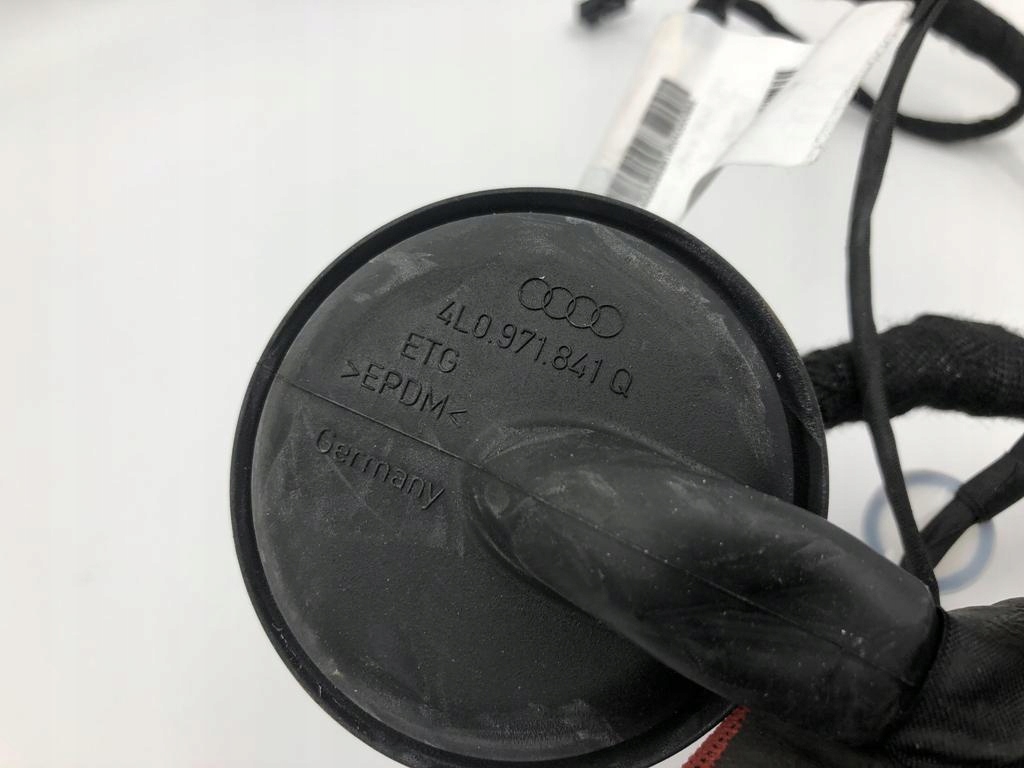 4L0.971.841 Q
ETG
>EPDM<
Germany